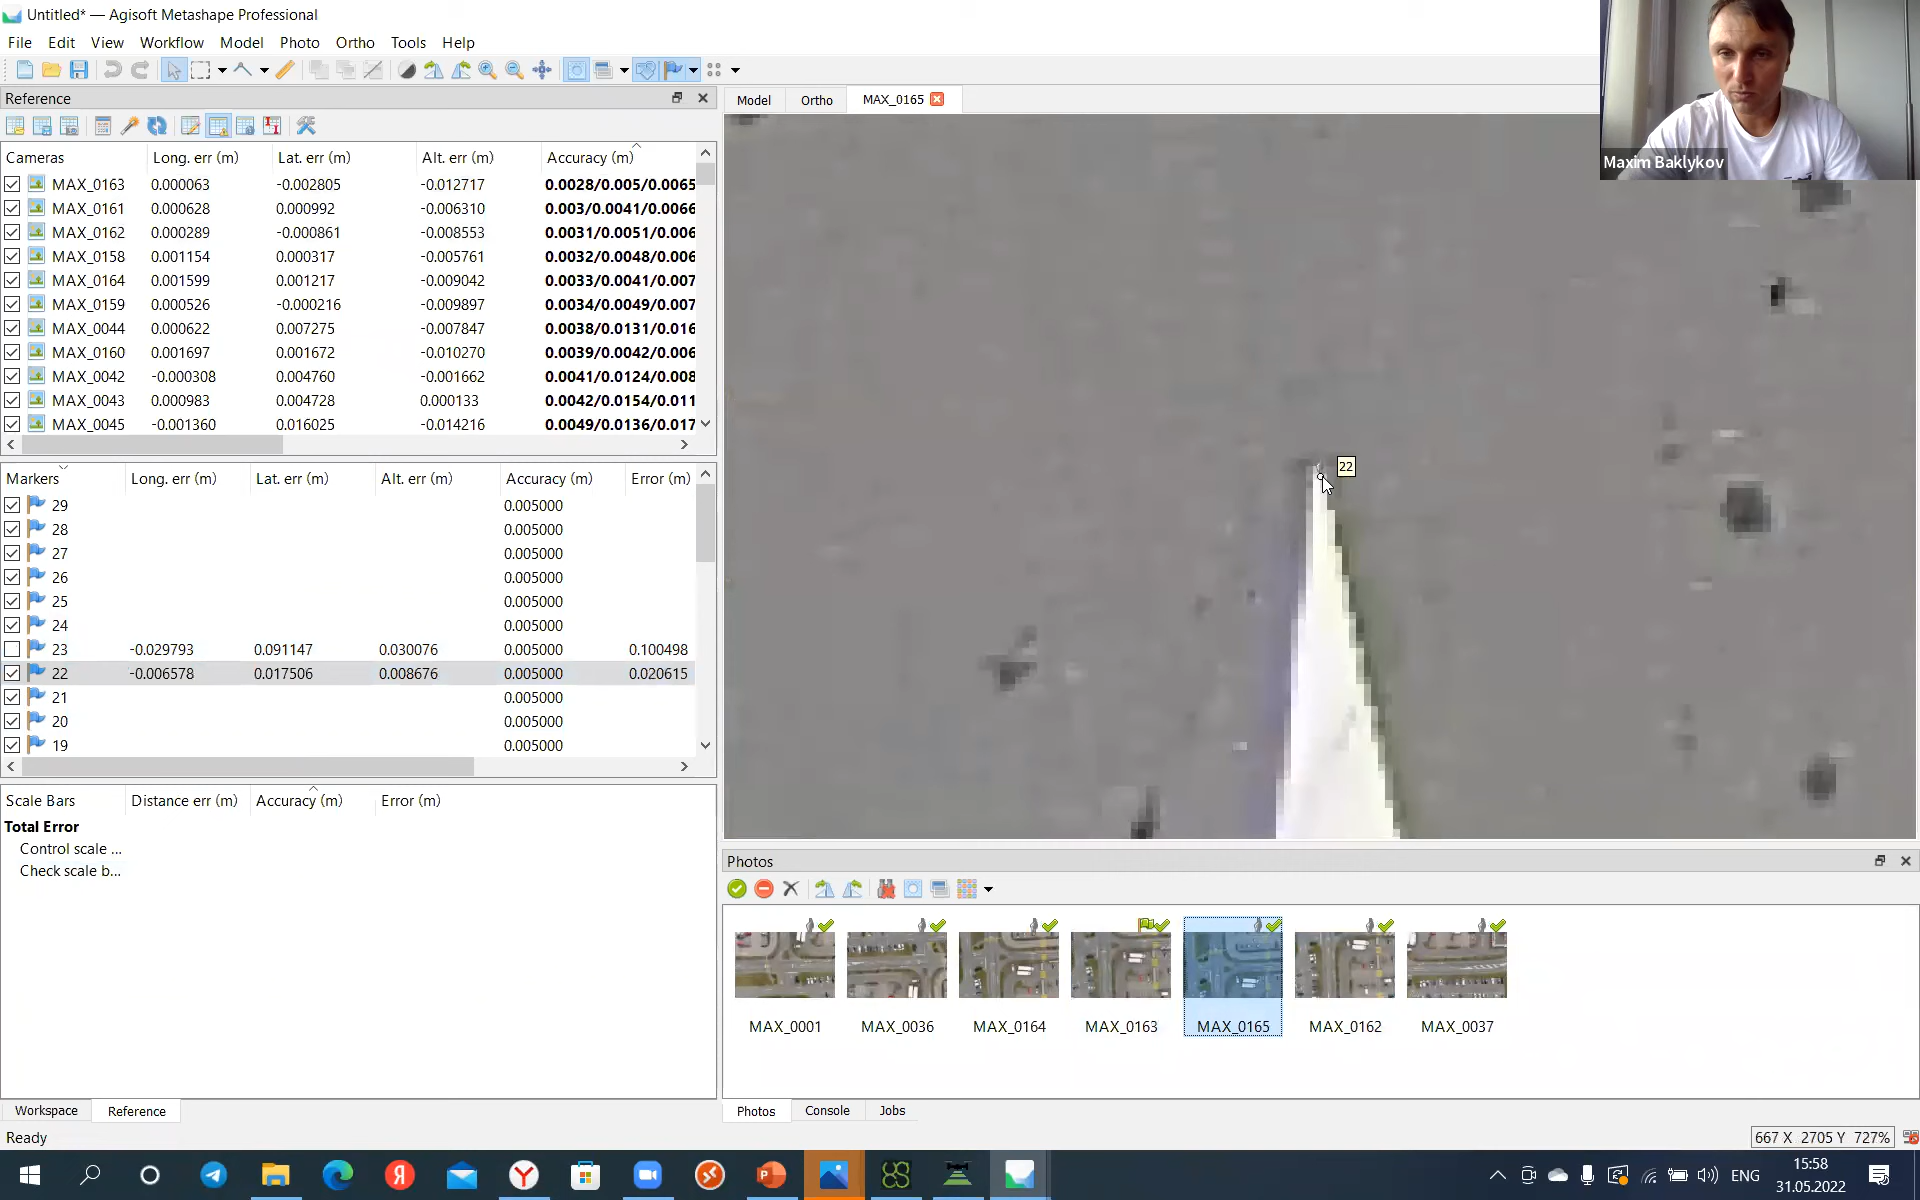 Untitled* — Agisoft Metashape Professional
File Edit View Workflow Model Photo Ortho Tools Help
Reference
Model Ortho MAX_0165
Maxim Baklykov
Cameras Long. err (m) Lat. err (m) Alt. err (m) Accuracy (m)
MAX_0163 0.000063 -0.002805 -0.012717 0.0028/0.005/0.0065
MAX_0161 0.000628 0.000992 -0.006310 0.003/0.0041/0.0066
MAX_0162 0.000289 -0.000861 -0.008553 0.0031/0.0051/0.006
MAX_0158 0.001154 0.000317 -0.005761 0.0032/0.0048/0.006
MAX_0164 0.001599 0.001217 -0.009042 0.0033/0.0041/0.007
MAX_0159 0.000526 -0.000216 -0.009897 0.0034/0.0049/0.007
MAX_0044 0.000622 0.007275 -0.007847 0.0038/0.0131/0.016
MAX_0160 0.001697 0.001672 -0.010270 0.0039/0.0042/0.006
MAX_0042 -0.000308 0.004760 -0.001662 0.0041/0.0124/0.008
MAX_0043 0.000983 0.004728 0.000133 0.0042/0.0154/0.011
MAX_0045 -0.001360 0.016025 -0.014216 0.0049/0.0136/0.017
22
Markers Long. err (m) Lat. err (m) Alt. err (m) Accuracy (m) Error (m)
29 0.005000
28 0.005000
27 0.005000
26 0.005000
25 0.005000
24 0.005000
23 -0.029793 0.091147 0.030076 0.005000 0.100498
22 -0.006578 0.017506 0.008676 0.005000 0.020615
21 0.005000
20 0.005000
19 0.005000
Scale Bars Distance err (m) Accuracy (m) Error (m)
Total Error
Control scale ...
Check scale b...
Photos
MAX_0001 MAX_0036 MAX_0164 MAX_0163 MAX_0165 MAX_0162 MAX_0037
Workspace Reference
Photos Console Jobs
Ready
667 X 2705 Y 727%
ENG
15:58
31.05.2022